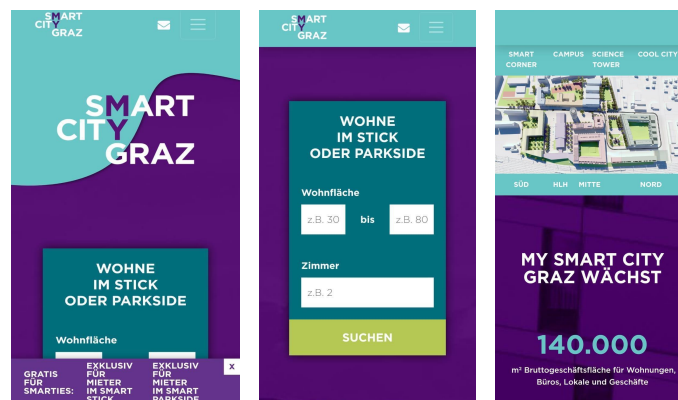 SMART
CITY
GRAZ
SMART
CITY
GRAZ
WOHNE
IM STICK
ODER PARKSIDE
Wohnfläche
GRATIS
FÜR
SMARTIES:
EXKLUSIV
FÜR
MIETER
IM SMART
STICK
EXKLUSIV
FÜR
MIETER
IM SMART
PARKSIDE
X
SMART
CITY
GRAZ
WOHNE
IM STICK
ODER PARKSIDE
Wohnfläche
z.B. 30 bis z.B. 80
Zimmer
z.B. 2
SUCHEN
SMART CORNER
CAMPUS
SCIENCE TOWER
COOL CITY
SÜD HLH MITTE NORD
MY SMART CITY
GRAZ WÄCHST
140.000
m² Bruttogeschäftsfläche für Wohnungen,
Büros, Lokale und Geschäfte